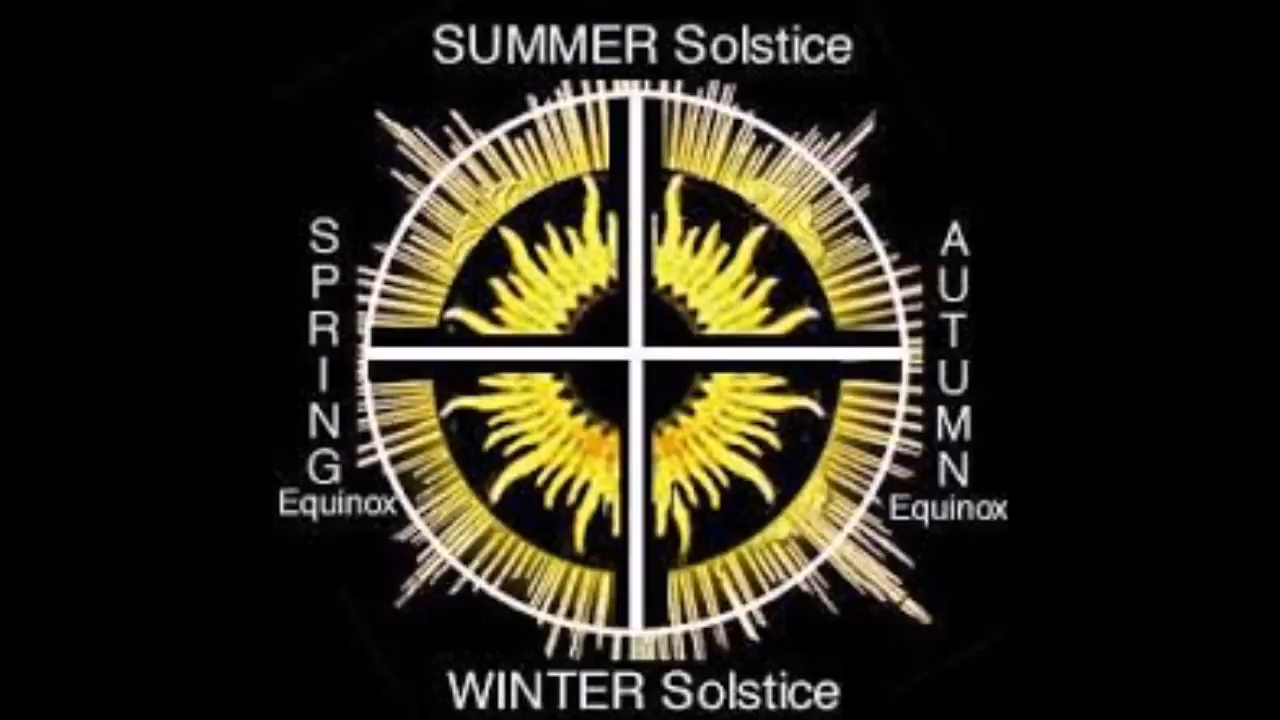 SUMMER Solstice
SPRING
Equinox
AUTUMN
Equinox
WINTER Solstice